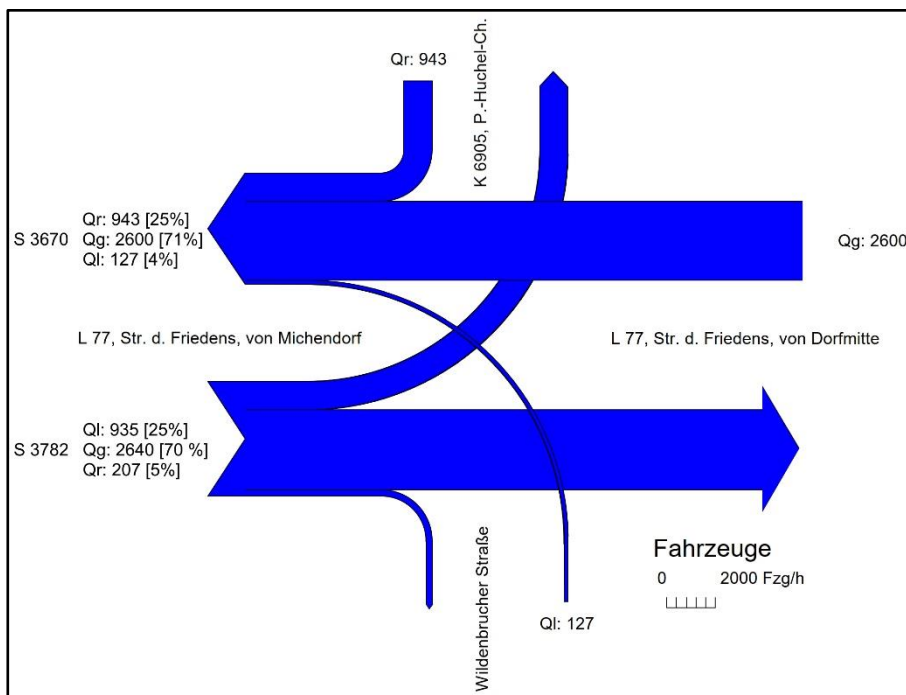 Qr: 943
K 6905, P.-Huchel-Ch.
Qr: 943 [25%]
S 3670
Qg: 2600 [71%]
Ql: 127 [4%]
Qg: 2600
L 77, Str. d. Friedens, von Michendorf
L 77, Str. d. Friedens, von Dorfmitte
Ql: 935 [25%]
S 3782
Qg: 2640 [70 %]
Qr: 207 [5%]
Wildenbrucher Straße
Fahrzeuge
0 2000 Fzg/h
Ql: 127